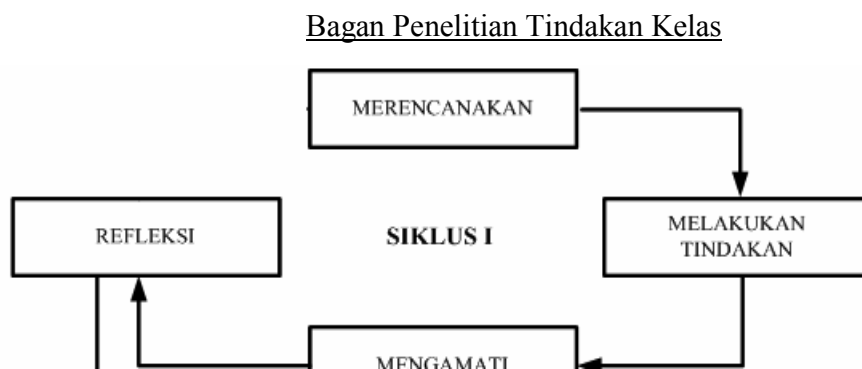 Bagan Penelitian Tindakan Kelas
MERENCANAKAN
REFLEKSI
SIKLUS I
MELAKUKAN
TINDAKAN
MENGAMATI